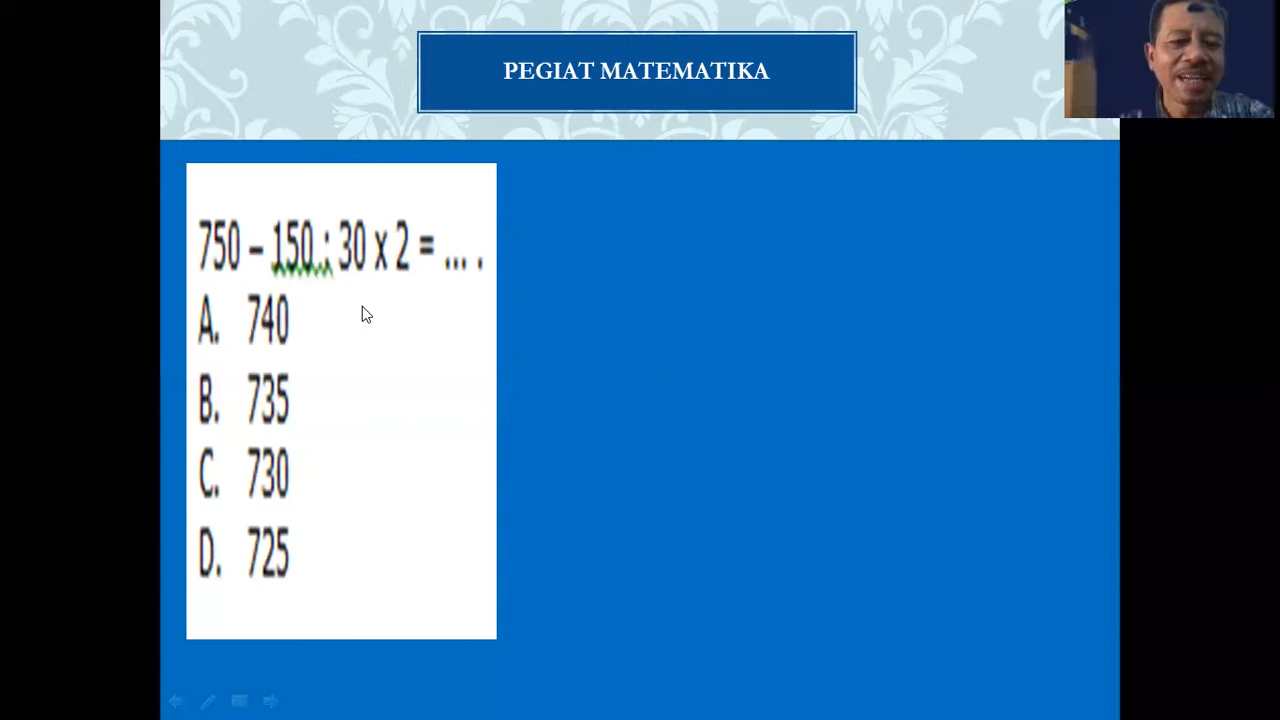 PEGIAT MATEMATIKA
750 – 150 : 30 x 2 = ... .
A. 740
B. 735
C. 730
D. 725